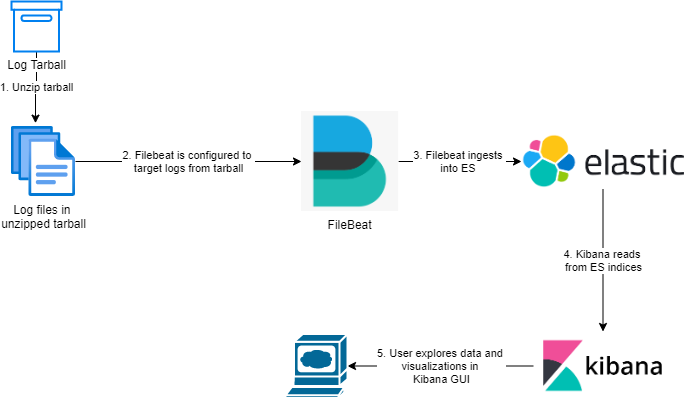 Log Tarball
1. Unzip tarball
Log files in
unzipped tarball
2. Filebeat is configured to
target logs from tarball
FileBeat
3. Filebeat ingests
into ES
elastic
4. Kibana reads
from ES indices
kibana
5. User explores data and
visualizations in
Kibana GUI